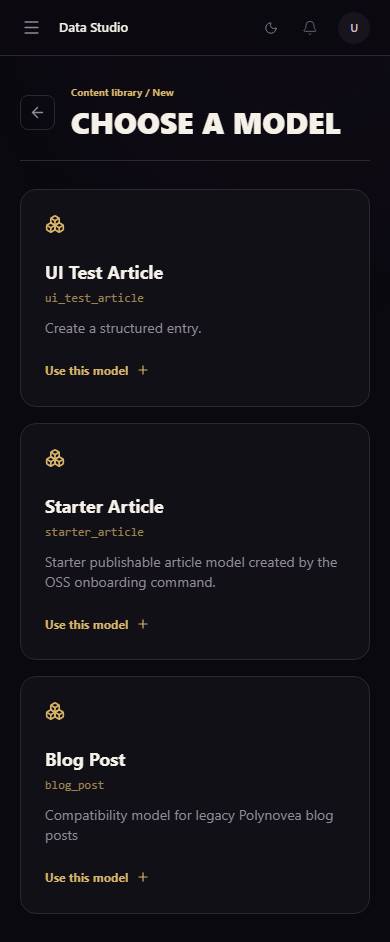 Data Studio
U
Content library / New
CHOOSE A MODEL
UI Test Article
ui_test_article
Create a structured entry.
Use this model +
Starter Article
starter_article
Starter publishable article model created by the
OSS onboarding command.
Use this model +
Blog Post
blog_post
Compatibility model for legacy Polynovea blog
posts
Use this model +